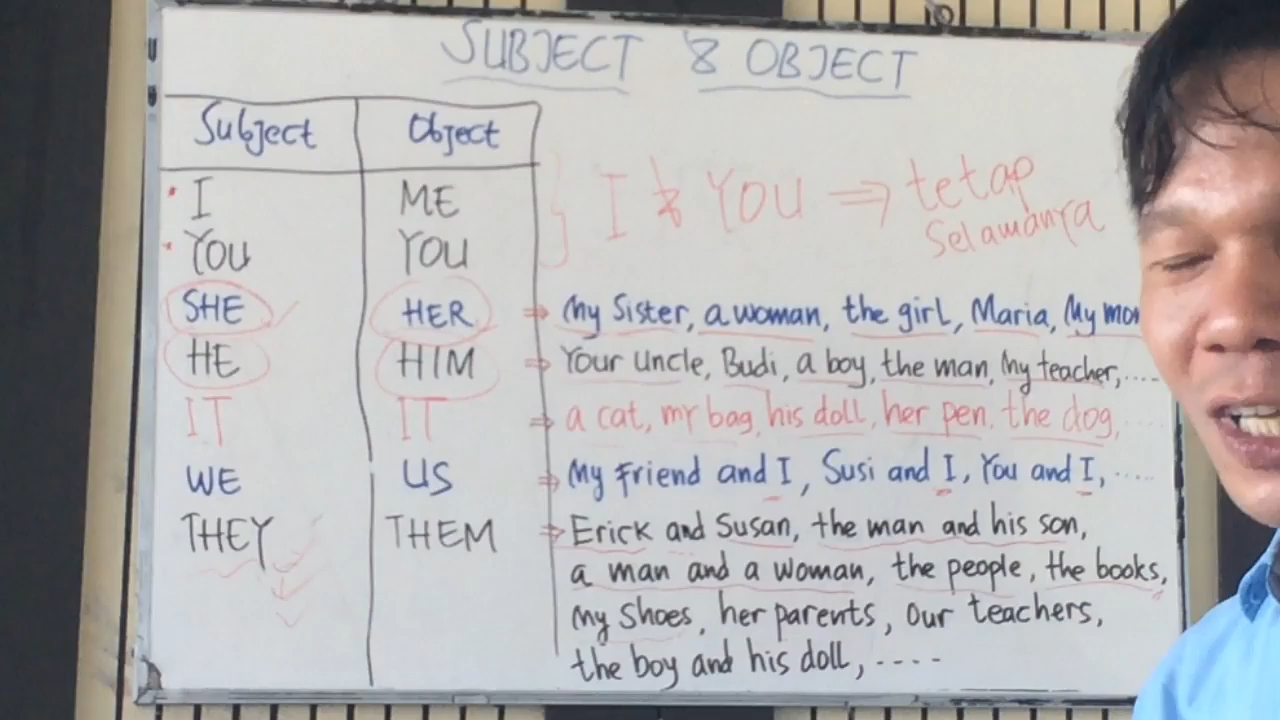 SUBJECT & OBJECT
Subject Object
I ME } I & YOU ⇒ tetap
Selamanya
YOU YOU
SHE HER ⇒ My Sister, a woman, the girl, Maria, My
HE HIM ⇒ Your uncle, Budi, a boy, the man, My teacher,....
IT IT ⇒ a cat, my bag, his doll, her pen, the dog, ....
WE US ⇒ My Friend and I, Susi and I, You and I, .....
THEY THEM ⇒ Erick and Susan, the man and his son,
a man and a woman, the people, the books,
My Shoes, her parents, Our teachers,
the boy and his doll, ....